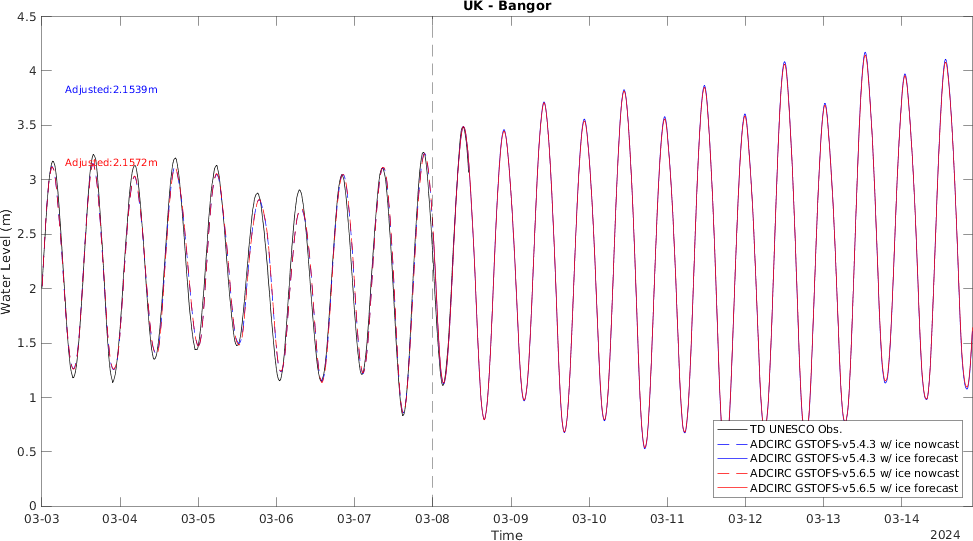 UK - Bangor
4.5
4
3.5
3
2.5
2
1.5
1
0.5
0
Water Level (m)
Adjusted:2.1539m
Adjusted:2.1572m
TD UNESCO Obs.
ADCIRC GSTOFS-v5.4.3 w/ ice nowcast
ADCIRC GSTOFS-v5.4.3 w/ ice forecast
ADCIRC GSTOFS-v5.6.5 w/ ice nowcast
ADCIRC GSTOFS-v5.6.5 w/ ice forecast
03-03 03-04 03-05 03-06 03-07 03-08 03-09 03-10 03-11 03-12 03-13 03-14
Time
2024